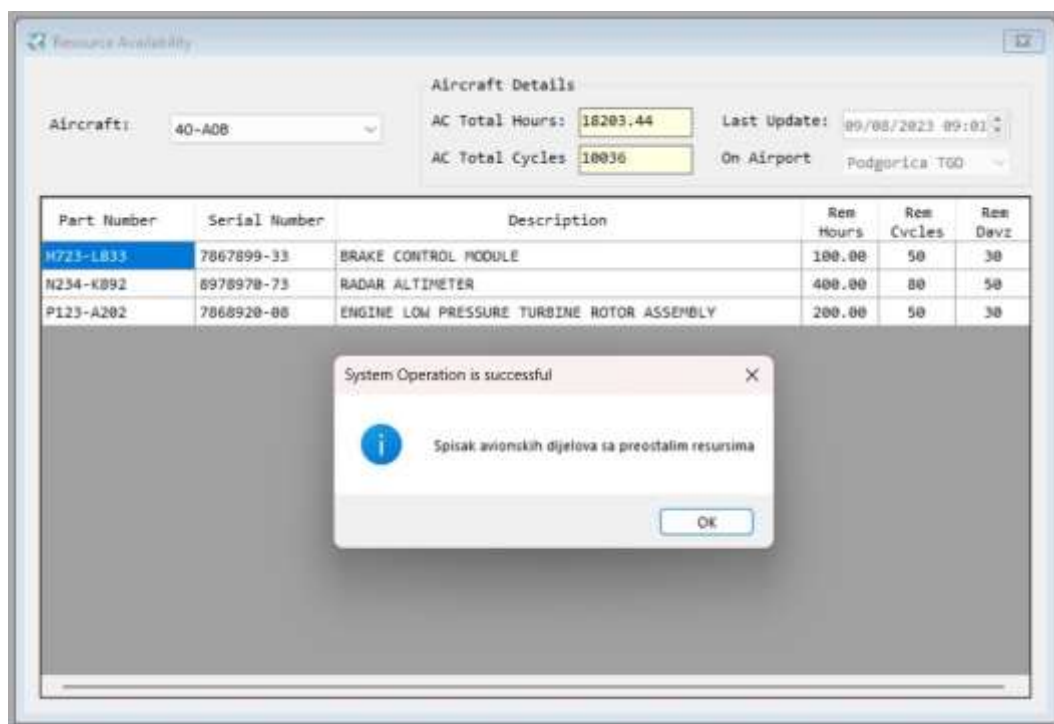 Resource Availability
Aircraft Details
Aircraft: 4O-AOB AC Total Hours: 18203.44 Last Update: 09/08/2023 09:01
AC Total Cycles 10036 On Airport Podgorica TGD
Part Number Serial Number Description Rem Hours Rem Cycles Rem Dayz
M723-L833 7867899-33 BRAKE CONTROL MODULE 100.00 50 30
N234-K892 8978970-73 RADAR ALTIMETER 400.00 80 50
P123-A202 7868920-08 ENGINE LOW PRESSURE TURBINE ROTOR ASSEMBLY 200.00 50 30
System Operation is successful
Spisak avionskih dijelova sa preostalim resursima
OK